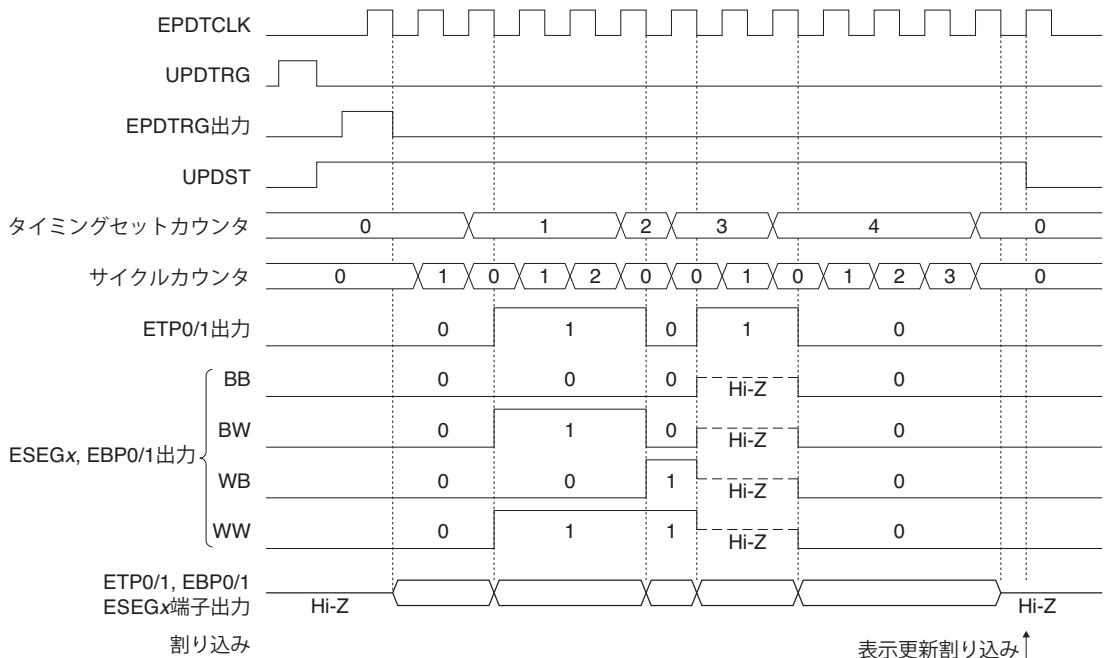 EPDTCLK
UPDTRG
EPDTRG出力
UPDST
タイミングセットカウンタ 0 1 2 3 4 0
サイクルカウンタ 0 1 0 1 2 0 0 1 0 1 2 3 0
ETP0/1出力 0 1 0 1 0
ESEGx, EBP0/1出力
BB 0 0 0 Hi-Z 0
BW 0 1 0 Hi-Z 0
WB 0 0 1 Hi-Z 0
WW 0 1 1 Hi-Z 0
ETP0/1, EBP0/1
ESEGx端子出力 Hi-Z Hi-Z
割り込み 表示更新割り込み